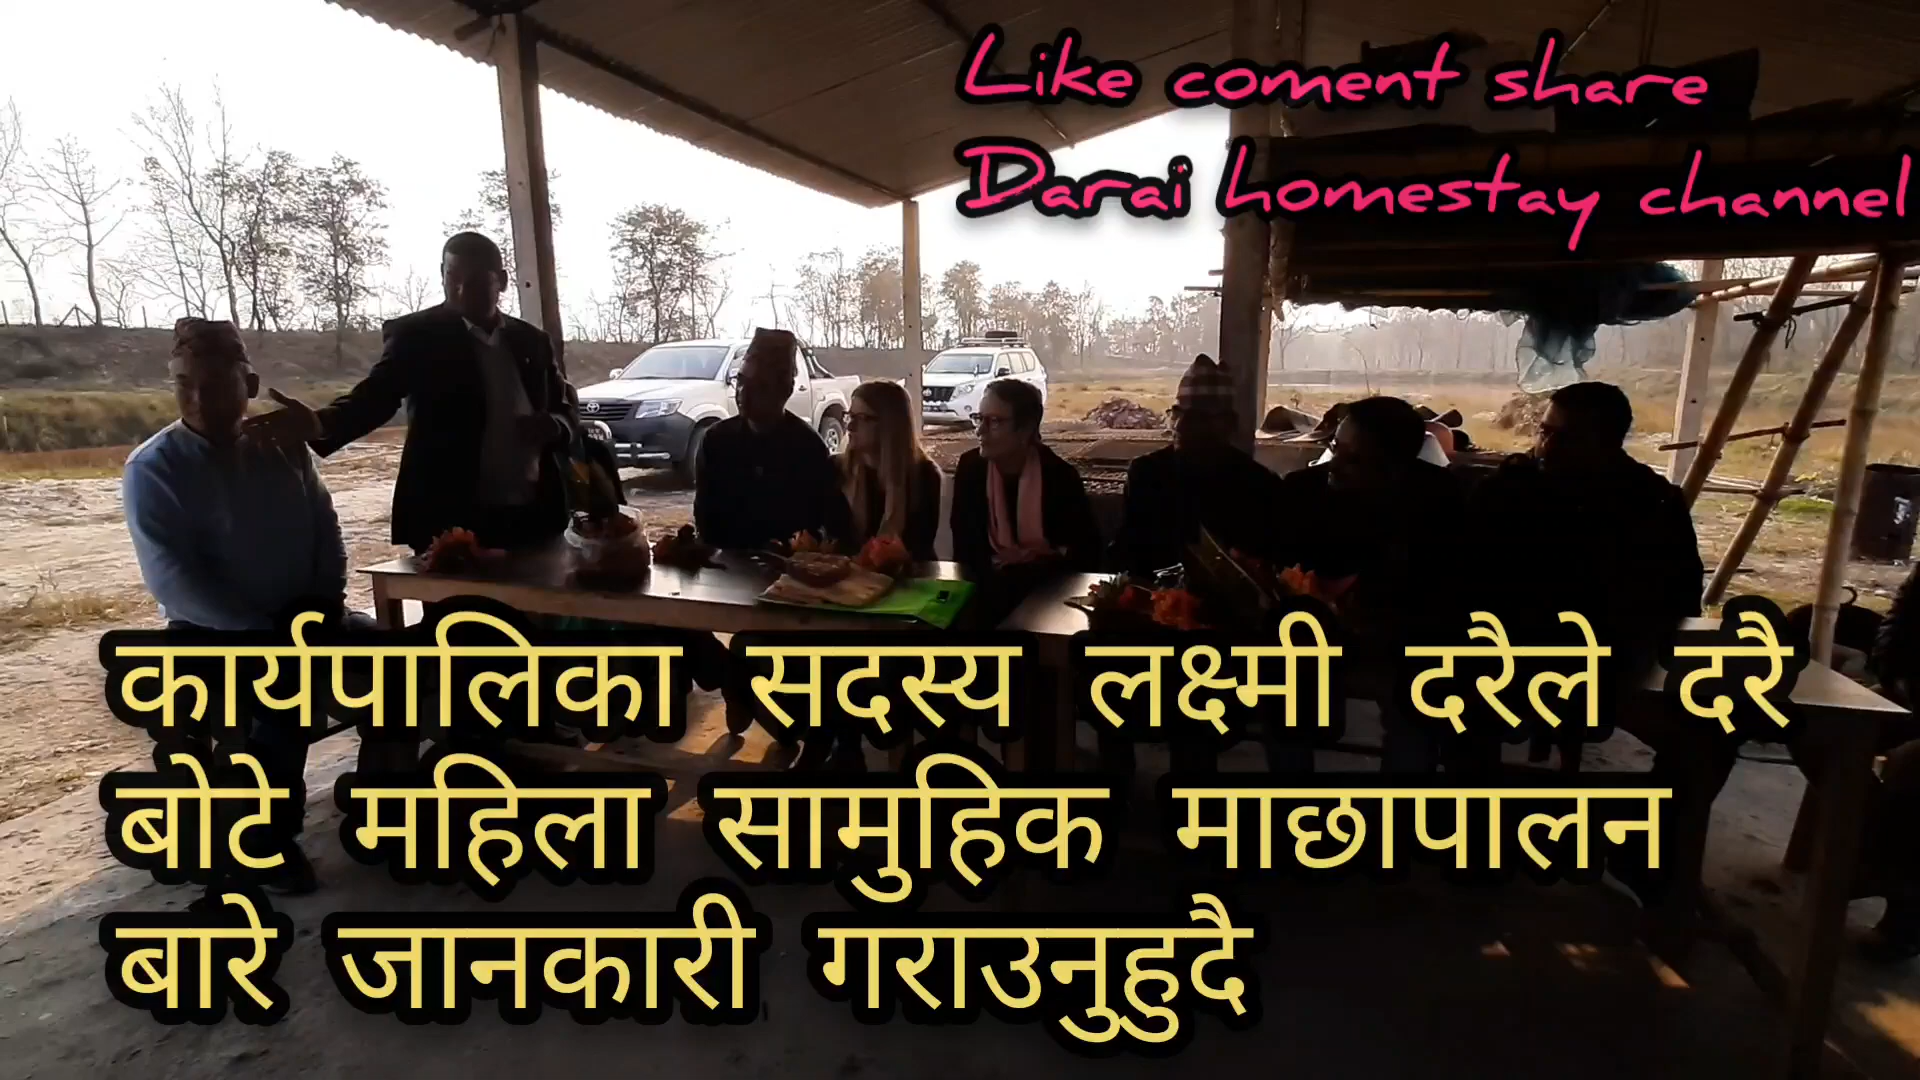 Like coment share
Darai homestay channel
कार्यपालिका सदस्य लक्ष्मी दरैले दरै
बोटे महिला सामुहिक माछापालन
बारे जानकारी गराउनुहुदै